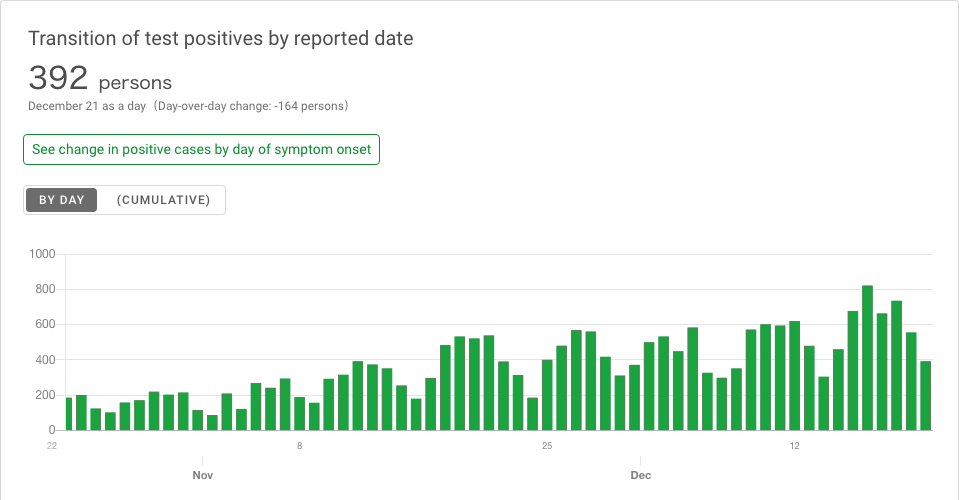 Transition of test positives by reported date
392 persons
December 21 as a day (Day-over-day change: -164 persons)
See change in positive cases by day of symptom onset
BY DAY (CUMULATIVE)
1000
800
600
400
200
0
22 8 25 12
Nov Dec